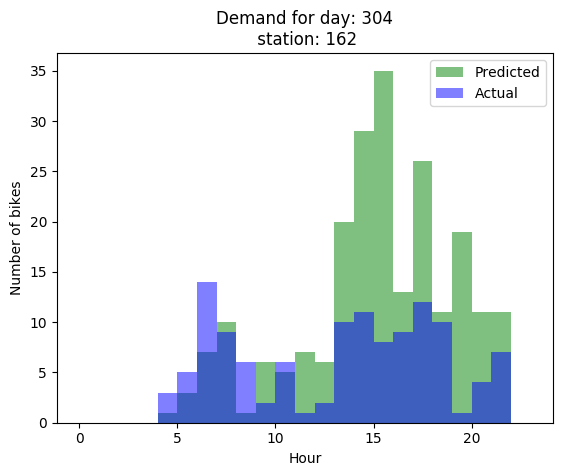 Demand for day: 304
station: 162
Predicted
Actual
Number of bikes
35
30
25
20
15
10
5
0
0 5 10 15 20
Hour